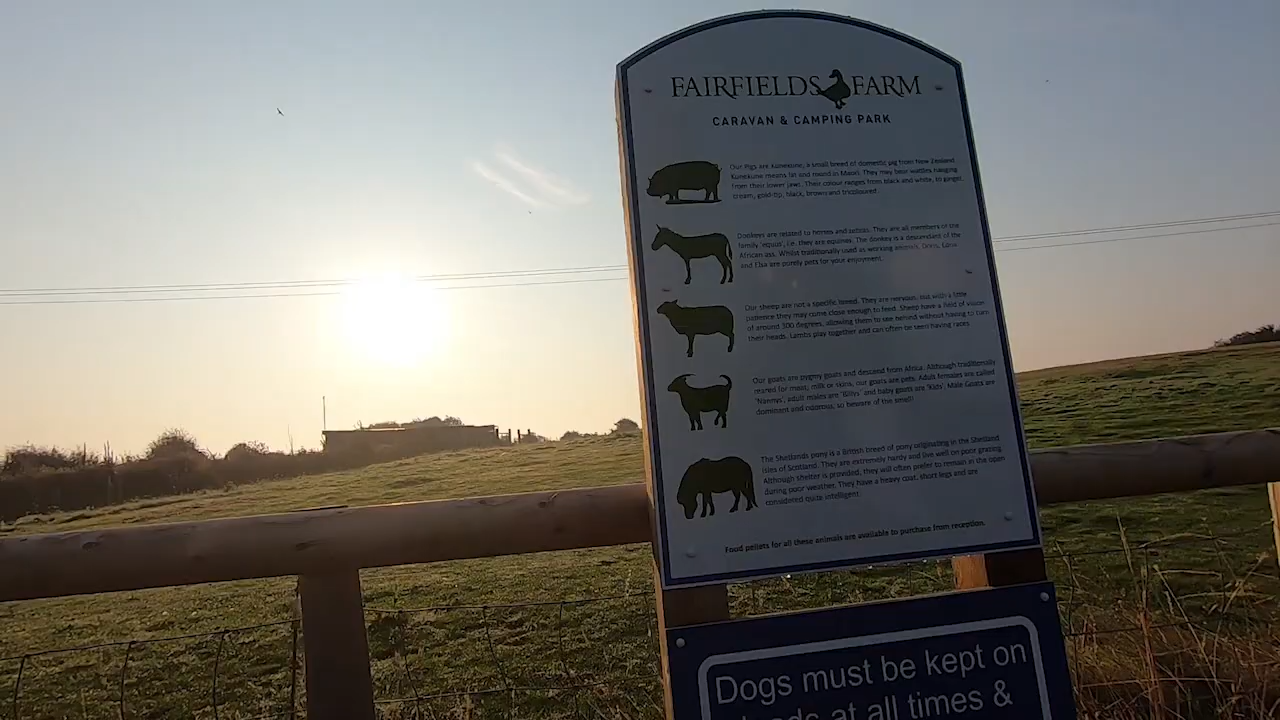 FAIRFIELDS FARM
CARAVAN & CAMPING PARK
Our Pigs are Kunekune, a small breed of domestic pig from New Zealand.
Kunekune means fat and round in Maori. They may bear wattles hanging
from their lower jaws. Their colour ranges from black and white, to ginger,
cream, gold-tip, black, brown and tricoloured.
Donkeys are related to horses and zebras. They are all members of the
family 'equus', i.e. they are equines. The donkey is a descendant of the
African ass. Whilst traditionally used as working animals, Doris, Lana
and Elsa are purely pets for your enjoyment.
Our sheep are not a specific breed. They are nervous, but with a little
patience they may come close enough to feed. Sheep have a field of vision
of around 300 degrees, allowing them to see behind without having to turn
their heads. Lambs play together and can often be seen having races.
Our goats are pygmy goats and descend from Africa. Although traditionally
reared for meat, milk or skins, our goats are pets. Adult females are called
'Nannys', adult males are 'Billys' and baby goats are 'Kids'. Male Goats are
dominant and odorous, so beware of the smell!
The Shetlands pony is a British breed of pony originating in the Shetland
Isles of Scotland. They are extremely hardy and live well on poor grazing.
Although shelter is provided, they will often prefer to remain in the open
during poor weather. They have a heavy coat, short legs and are
considered quite intelligent.
Food pellets for all these animals are available to purchase from reception.
Dogs must be kept on
at all times &